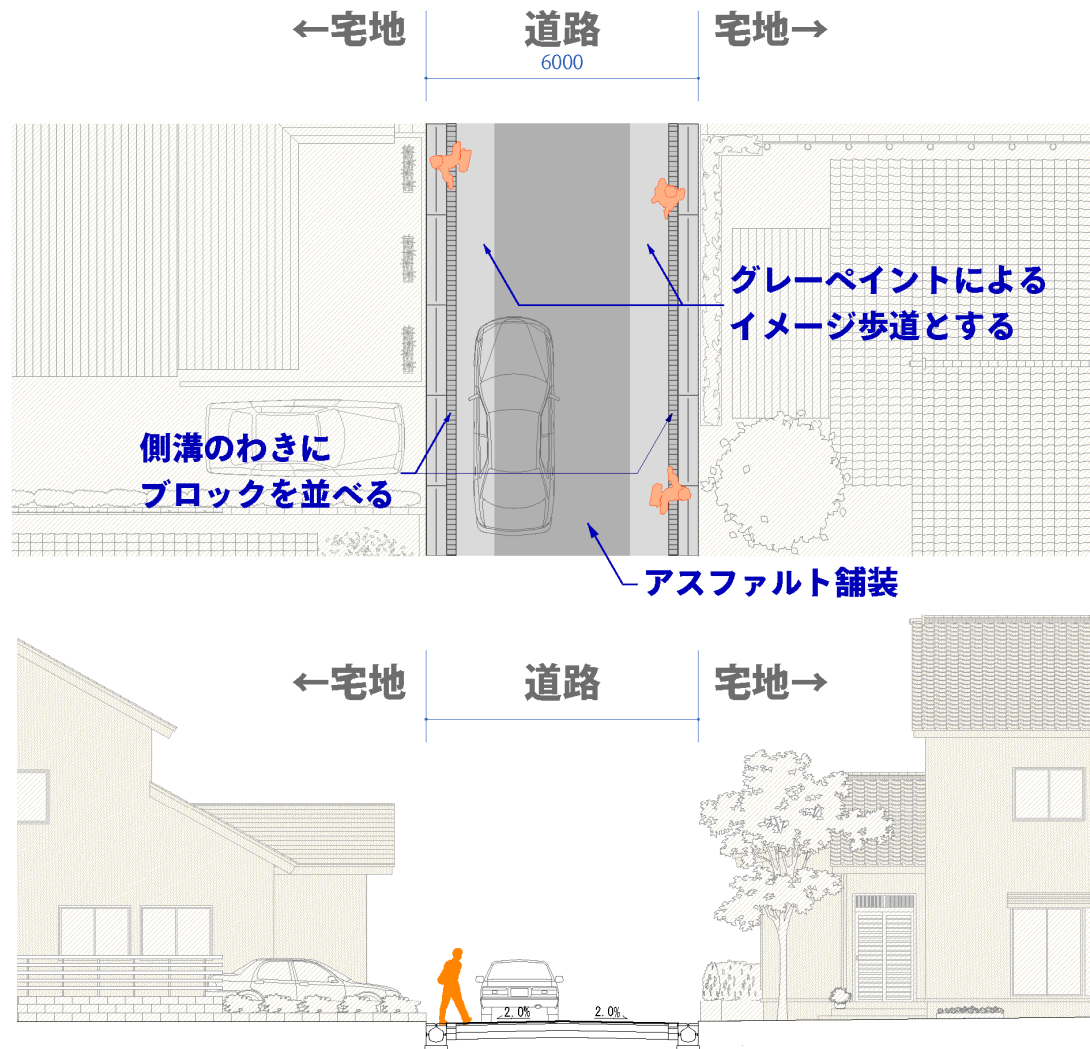 ←宅地 道路 宅地→
6000
グレーペイントによる
イメージ歩道とする
側溝のわきに
ブロックを並べる
アスファルト舗装
←宅地 道路 宅地→
2.0% 2.0%